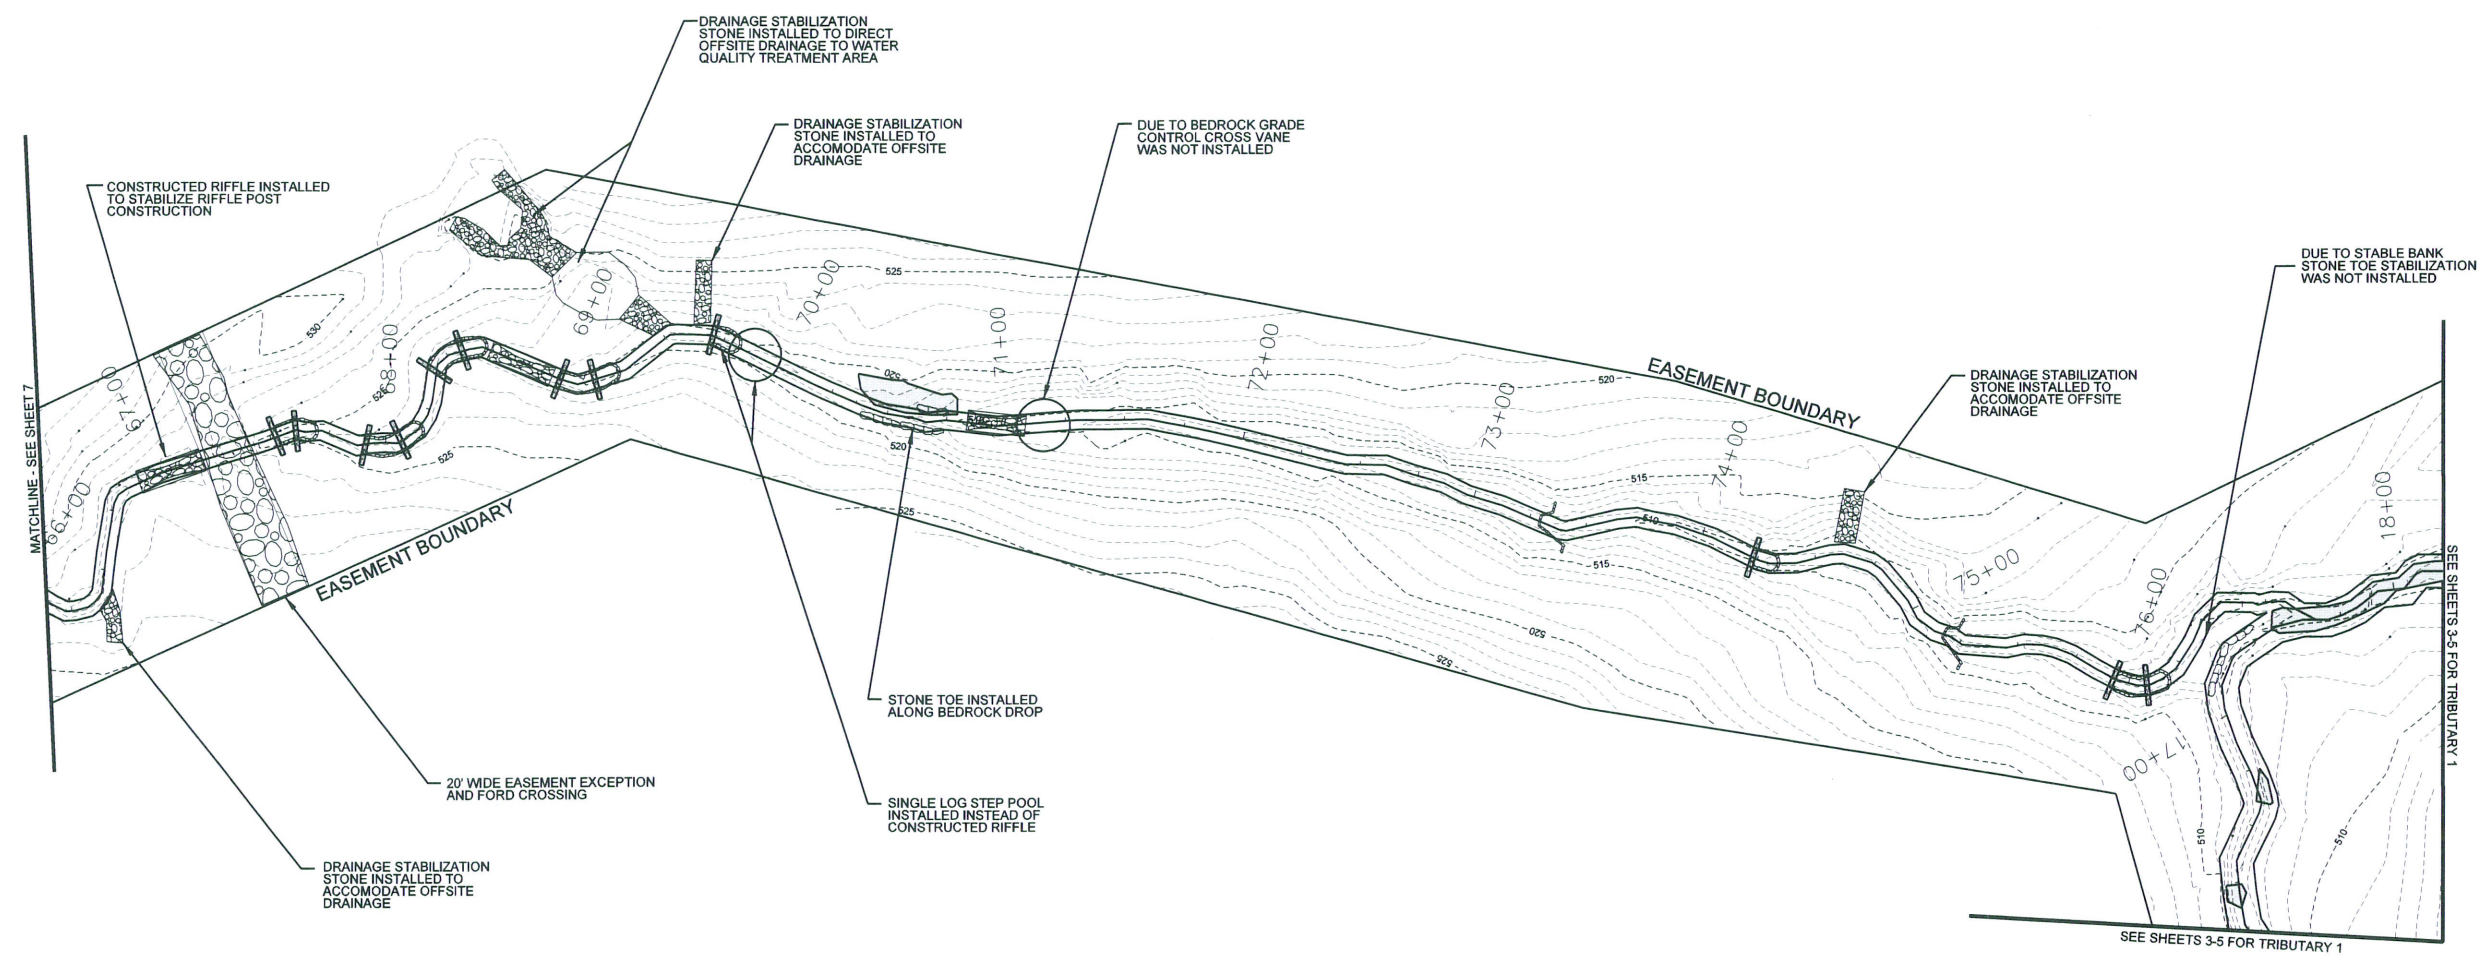 DRAINAGE STABILIZATION
STONE INSTALLED TO DIRECT
OFFSITE DRAINAGE TO WATER
QUALITY TREATMENT AREA
DRAINAGE STABILIZATION
STONE INSTALLED TO
ACCOMODATE OFFSITE
DRAINAGE
DUE TO BEDROCK GRADE
CONTROL CROSS VANE
WAS NOT INSTALLED
CONSTRUCTED RIFFLE INSTALLED
TO STABILIZE RIFFLE POST
CONSTRUCTION
DUE TO STABLE BANK
STONE TOE STABILIZATION
WAS NOT INSTALLED
DRAINAGE STABILIZATION
STONE INSTALLED TO
ACCOMODATE OFFSITE
DRAINAGE
EASEMENT BOUNDARY
MATCHLINE - SEE SHEET 7
66+00
67+00
68+00
69+00
70+00
71+00
72+00
73+00
74+00
75+00
76+00
17+00
18+00
530
525
525
525
520
520
525
520
515
510
515
520
525
510
510
EASEMENT BOUNDARY
STONE TOE INSTALLED
ALONG BEDROCK DROP
20' WIDE EASEMENT EXCEPTION
AND FORD CROSSING
SINGLE LOG STEP POOL
INSTALLED INSTEAD OF
CONSTRUCTED RIFFLE
DRAINAGE STABILIZATION
STONE INSTALLED TO
ACCOMODATE OFFSITE
DRAINAGE
SEE SHEETS 3-5 FOR TRIBUTARY 1
SEE SHEETS 3-5 FOR TRIBUTARY 1